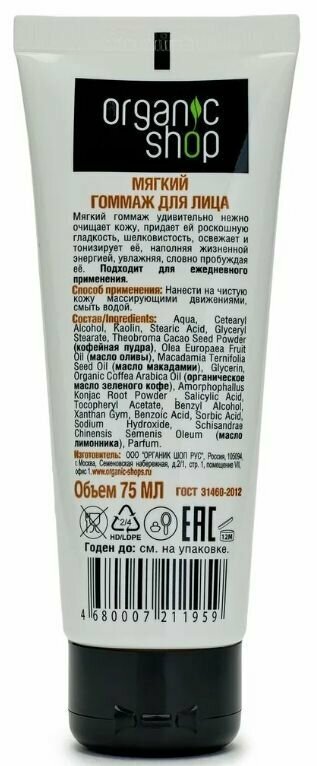 organic
shop
МЯГКИЙ
ГОММАЖ ДЛЯ ЛИЦА
Мягкий гоммаж удивительно нежно
очищает кожу, придает ей роскошную
гладкость, шелковистость, освежает и
тонизирует её, наполняя жизненной
энергией, увлажняя, словно пробуждая
её. Подходит для ежедневного
применения.
Способ применения: Нанести на чистую
кожу массирующими движениями,
смыть водой.
Состав/Ingredients: Aqua, Cetearyl
Alcohol, Kaolin, Stearic Acid, Glyceryl
Stearate, Theobroma Cacao Seed Powder
(кофейная пудра), Olea Europaea Fruit
Oil (масло оливы), Macadamia Ternifolia
Seed Oil (масло макадамии), Glycerin,
Organic Coffea Arabica Oil (органическое
масло зеленого кофе), Amorphophallus
Konjac Root Powder, Salicylic Acid,
Tocopheryl Acetate, Benzyl Alcohol,
Xanthan Gum, Benzoic Acid, Sorbic Acid,
Sodium Hydroxide, Schisandrae
Chinensis Semenis Oleum (масло
лимонника), Parfum.
Изготовитель: ООО "ОРГАНИК ШОП РУС", Россия, 105094,
г. Москва, Семеновская набережная, д.2/1, стр. 1, помещение VII,
офис 1.
www.organic-shops.ru
Объем 75 МЛ ГОСТ 31460-2012
2/4
HD/LDPE
EAC
12M
Годен до: см. на упаковке.
4 680007 211959